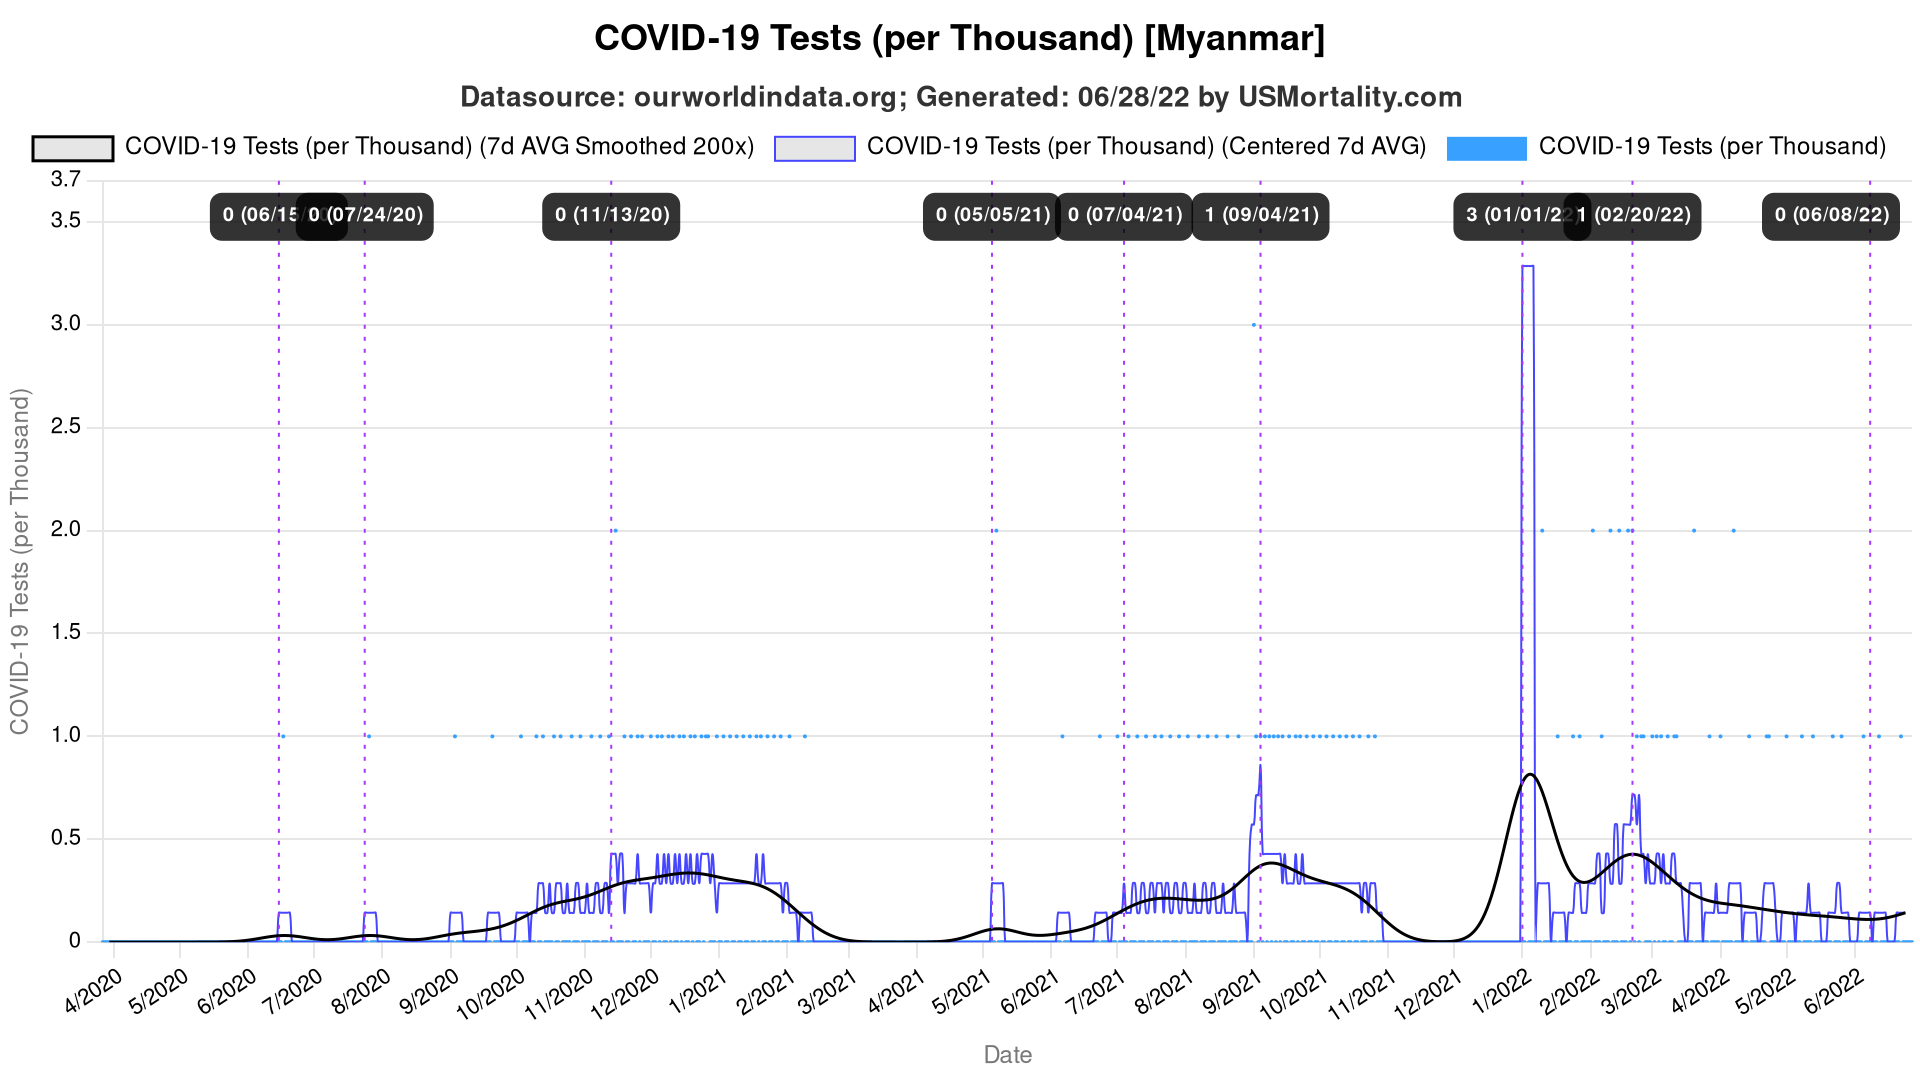 COVID-19 Tests (per Thousand) [Myanmar]
Datasource: ourworldindata.org; Generated: 06/28/22 by USMortality.com
COVID-19 Tests (per Thousand) (7d AVG Smoothed 200x) COVID-19 Tests (per Thousand) (Centered 7d AVG) COVID-19 Tests (per Thousand)
0 (06/15 0 (07/24/20) 0 (11/13/20) 0 (05/05/21) 0 (07/04/21) 1 (09/04/21) 3 (01/01/22) 1 (02/20/22) 0 (06/08/22)
3.7
3.5
3.0
2.5
2.0
1.5
1.0
0.5
0
COVID-19 Tests (per Thousand)
4/2020 5/2020 6/2020 7/2020 8/2020 9/2020 10/2020 11/2020 12/2020 1/2021 2/2021 3/2021 4/2021 5/2021 6/2021 7/2021 8/2021 9/2021 10/2021 11/2021 12/2021 1/2022 2/2022 3/2022 4/2022 5/2022 6/2022
Date